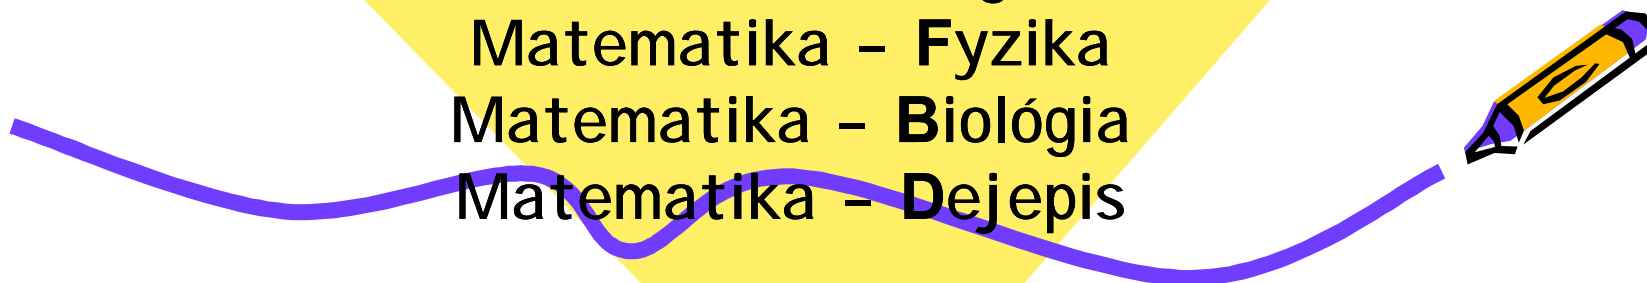 Matematika – Fyzika
Matematika – Biológia
Matematika – Dejepis